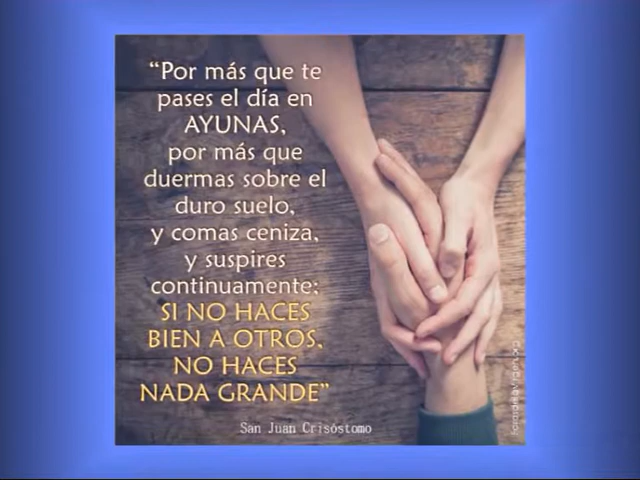 “Por más que te
pases el día en
AYUNAS,
por más que
duermas sobre el
duro suelo,
y comas ceniza,
y suspires
continuamente;
SI NO HACES
BIEN A OTROS,
NO HACES
NADA GRANDE”
San Juan Crisóstomo